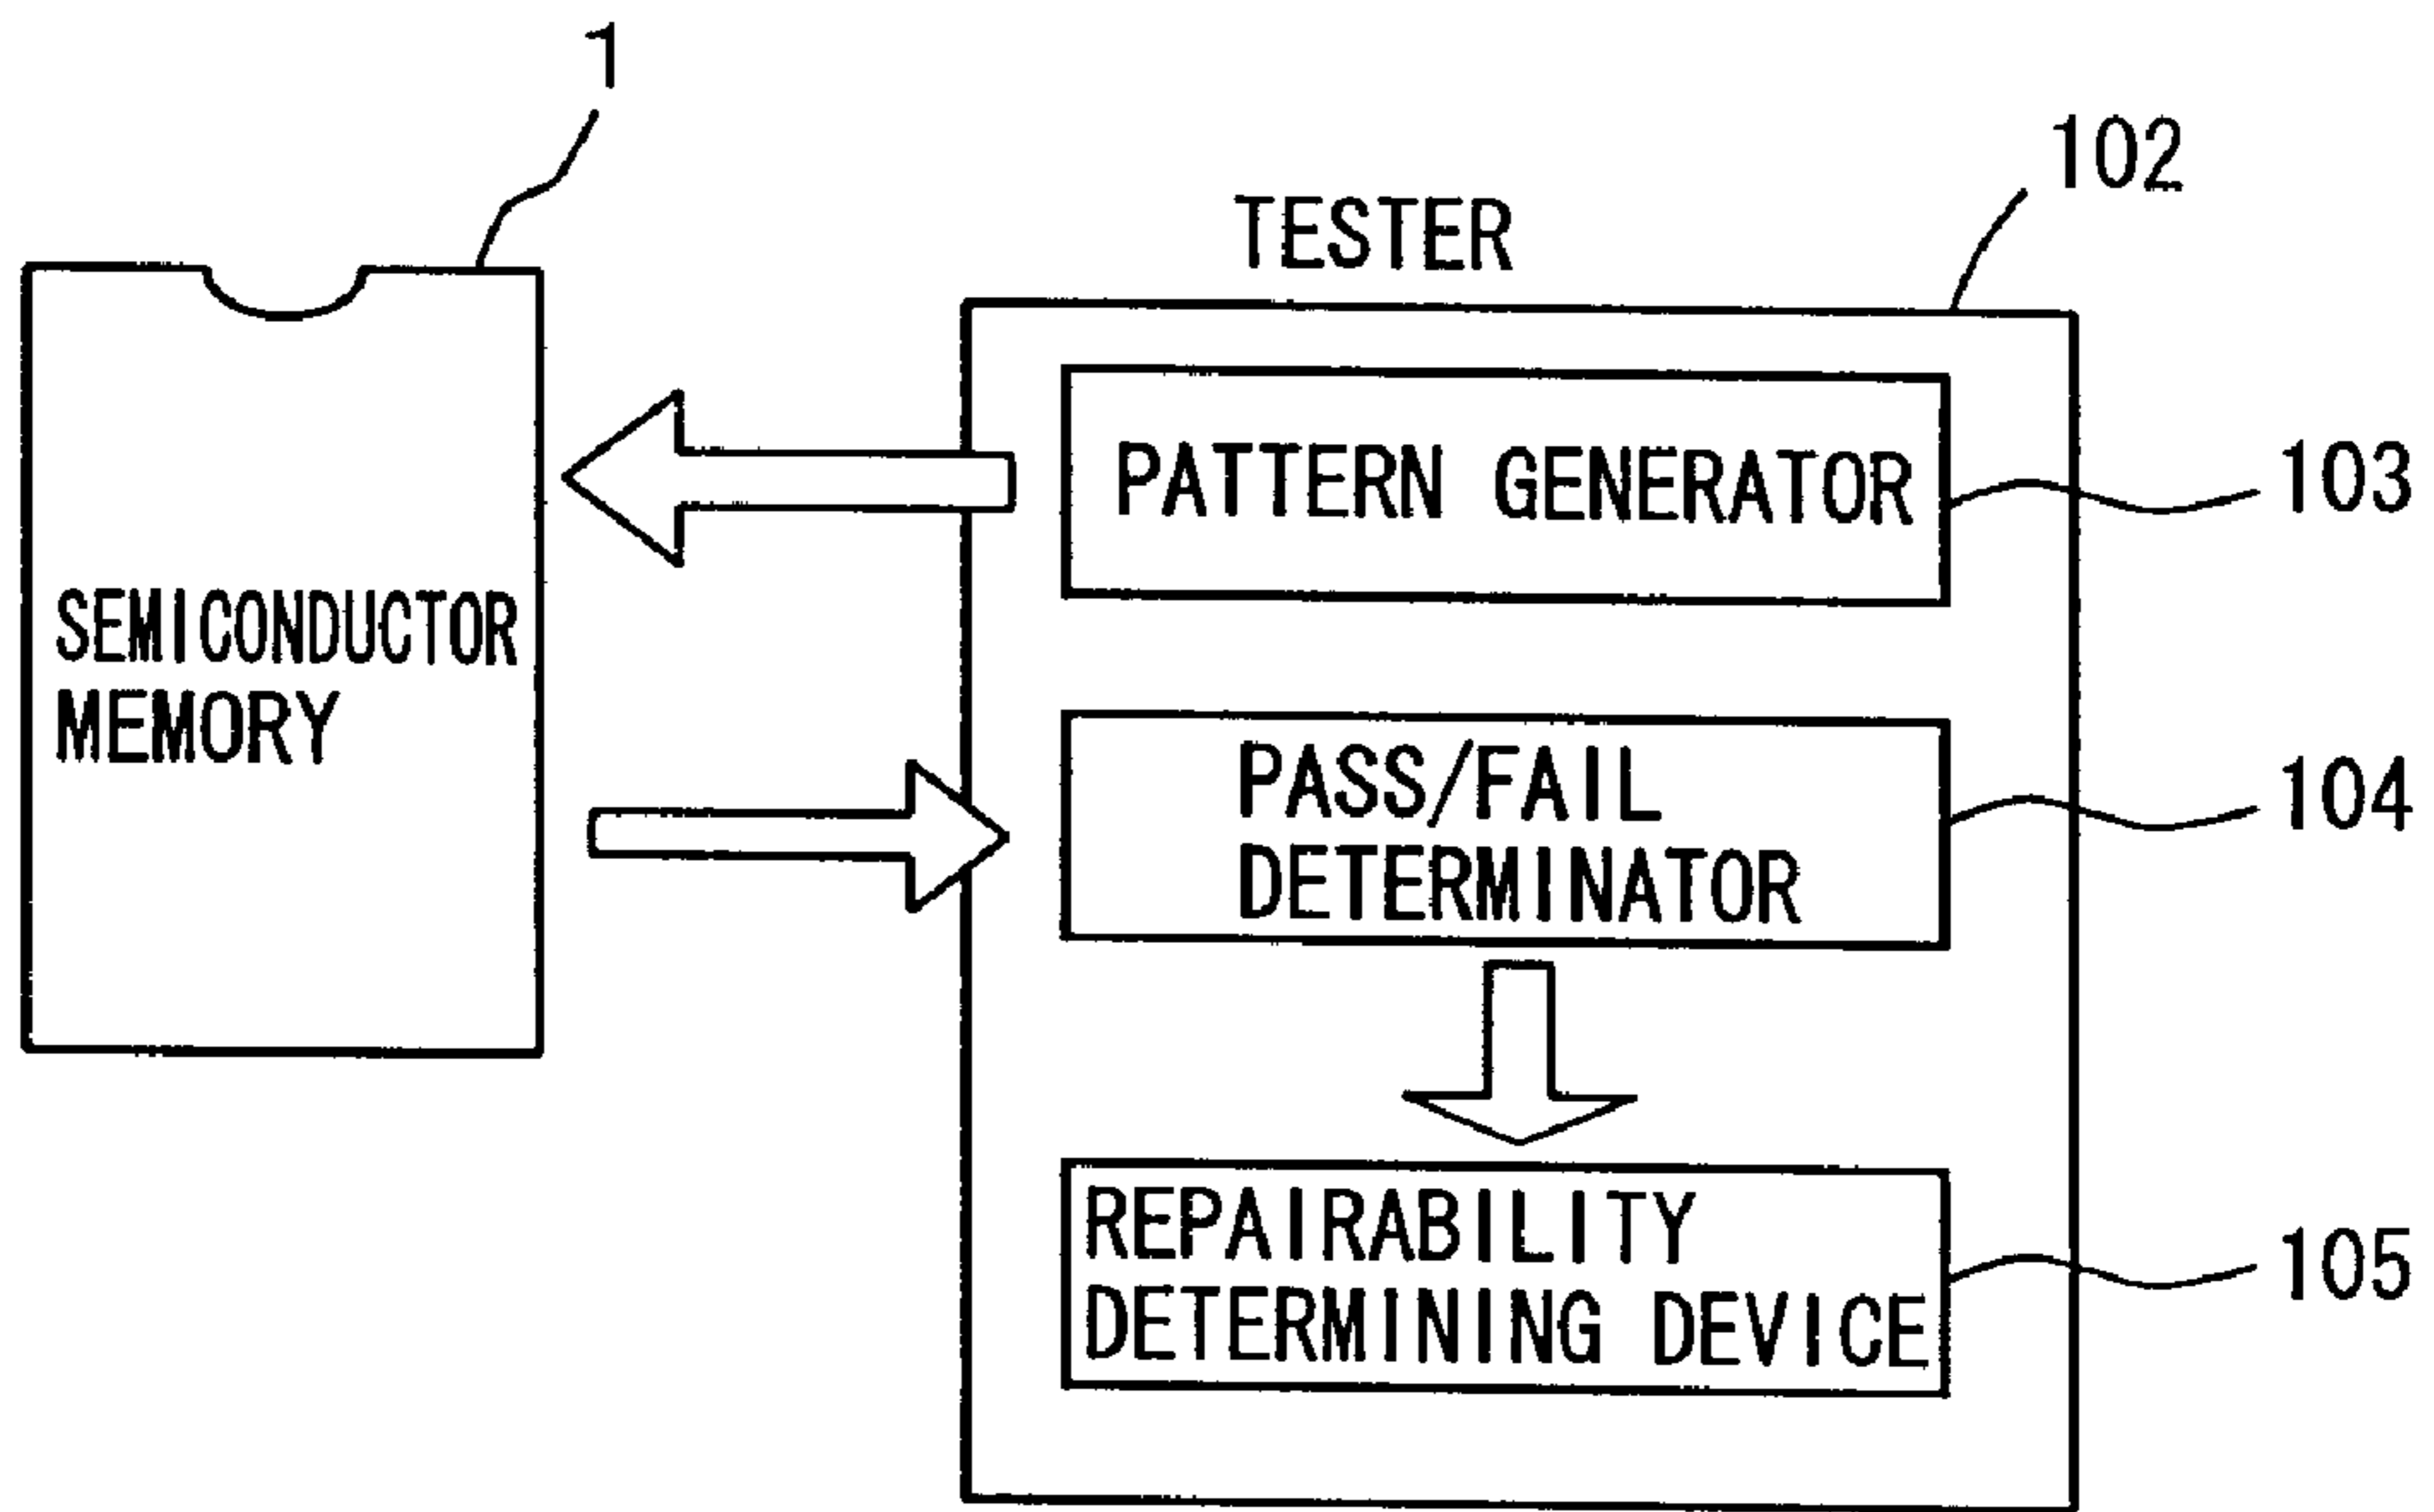 1
102
TESTER
PATTERN GENERATOR
103
SEMICONDUCTOR
MEMORY
PASS/FAIL
DETERMINATOR
104
REPAIRABILITY
DETERMINING DEVICE
105